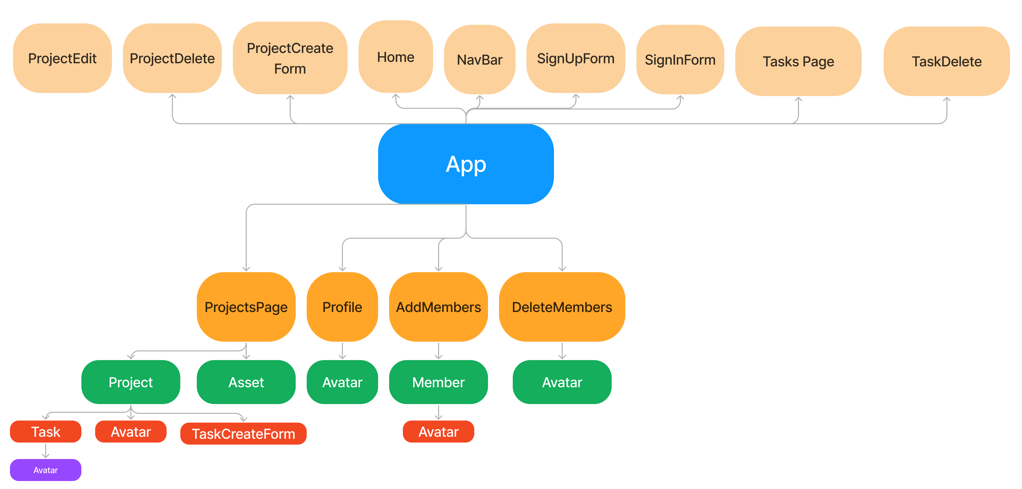 ProjectEdit
ProjectDelete
ProjectCreate
Form
Home
NavBar
SignUpForm
SignInForm
Tasks Page
TaskDelete
App
ProjectsPage
Profile
AddMembers
DeleteMembers
Project
Asset
Avatar
Member
Avatar
Task
Avatar
TaskCreateForm
Avatar
Avatar